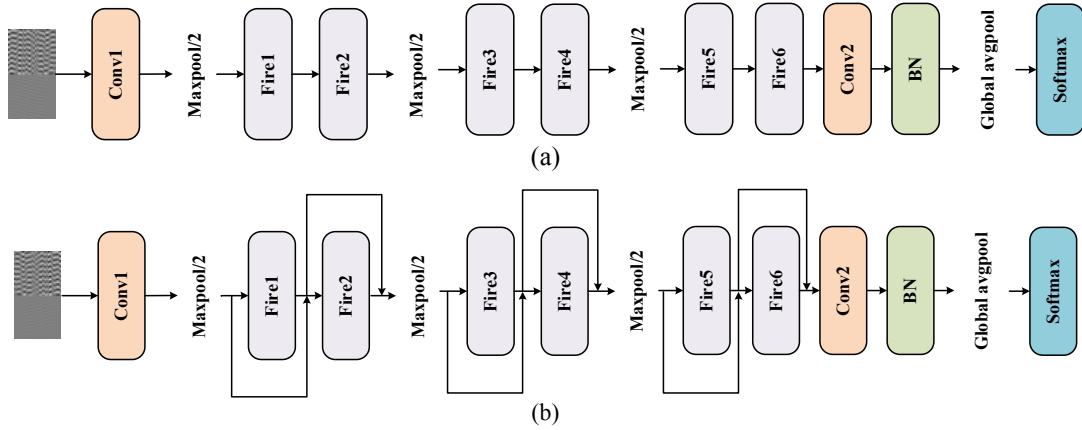 Conv1
Maxpool/2
Fire1
Fire2
Maxpool/2
Fire3
Fire4
Maxpool/2
Fire5
Fire6
Conv2
BN
Global avgpool
Softmax
(a)
Conv1
Maxpool/2
Fire1
Fire2
Maxpool/2
Fire3
Fire4
Maxpool/2
Fire5
Fire6
Conv2
BN
Global avgpool
Softmax
(b)